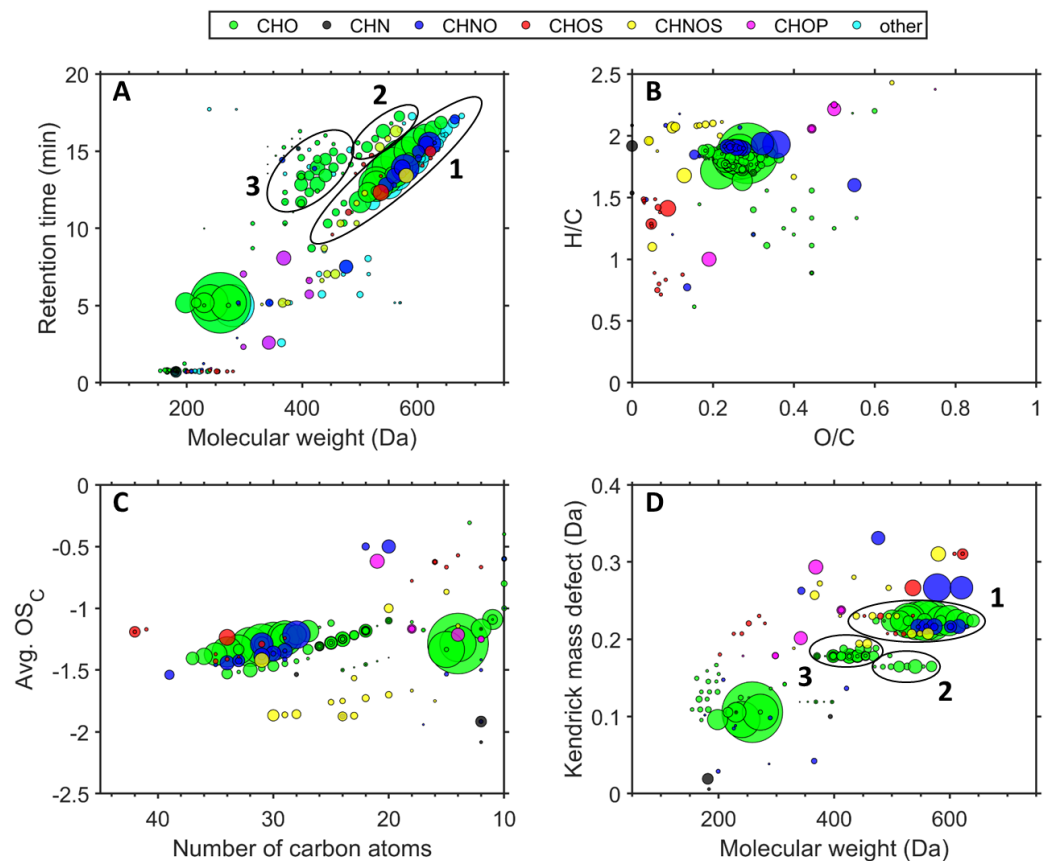 CHO CHN CHNO CHOS CHNOS CHOP other
A
20
15
10
5
0
200 400 600
Retention time (min)
Molecular weight (Da)
1
2
3
B
2.5
2
1.5
1
0.5
0
0 0.2 0.4 0.6 0.8 1
H/C
O/C
C
0
-0.5
-1
-1.5
-2
-2.5
40 30 20 10
Avg. OSC
Number of carbon atoms
D
0.4
0.3
0.2
0.1
0
200 400 600
Kendrick mass defect (Da)
Molecular weight (Da)
1
2
3